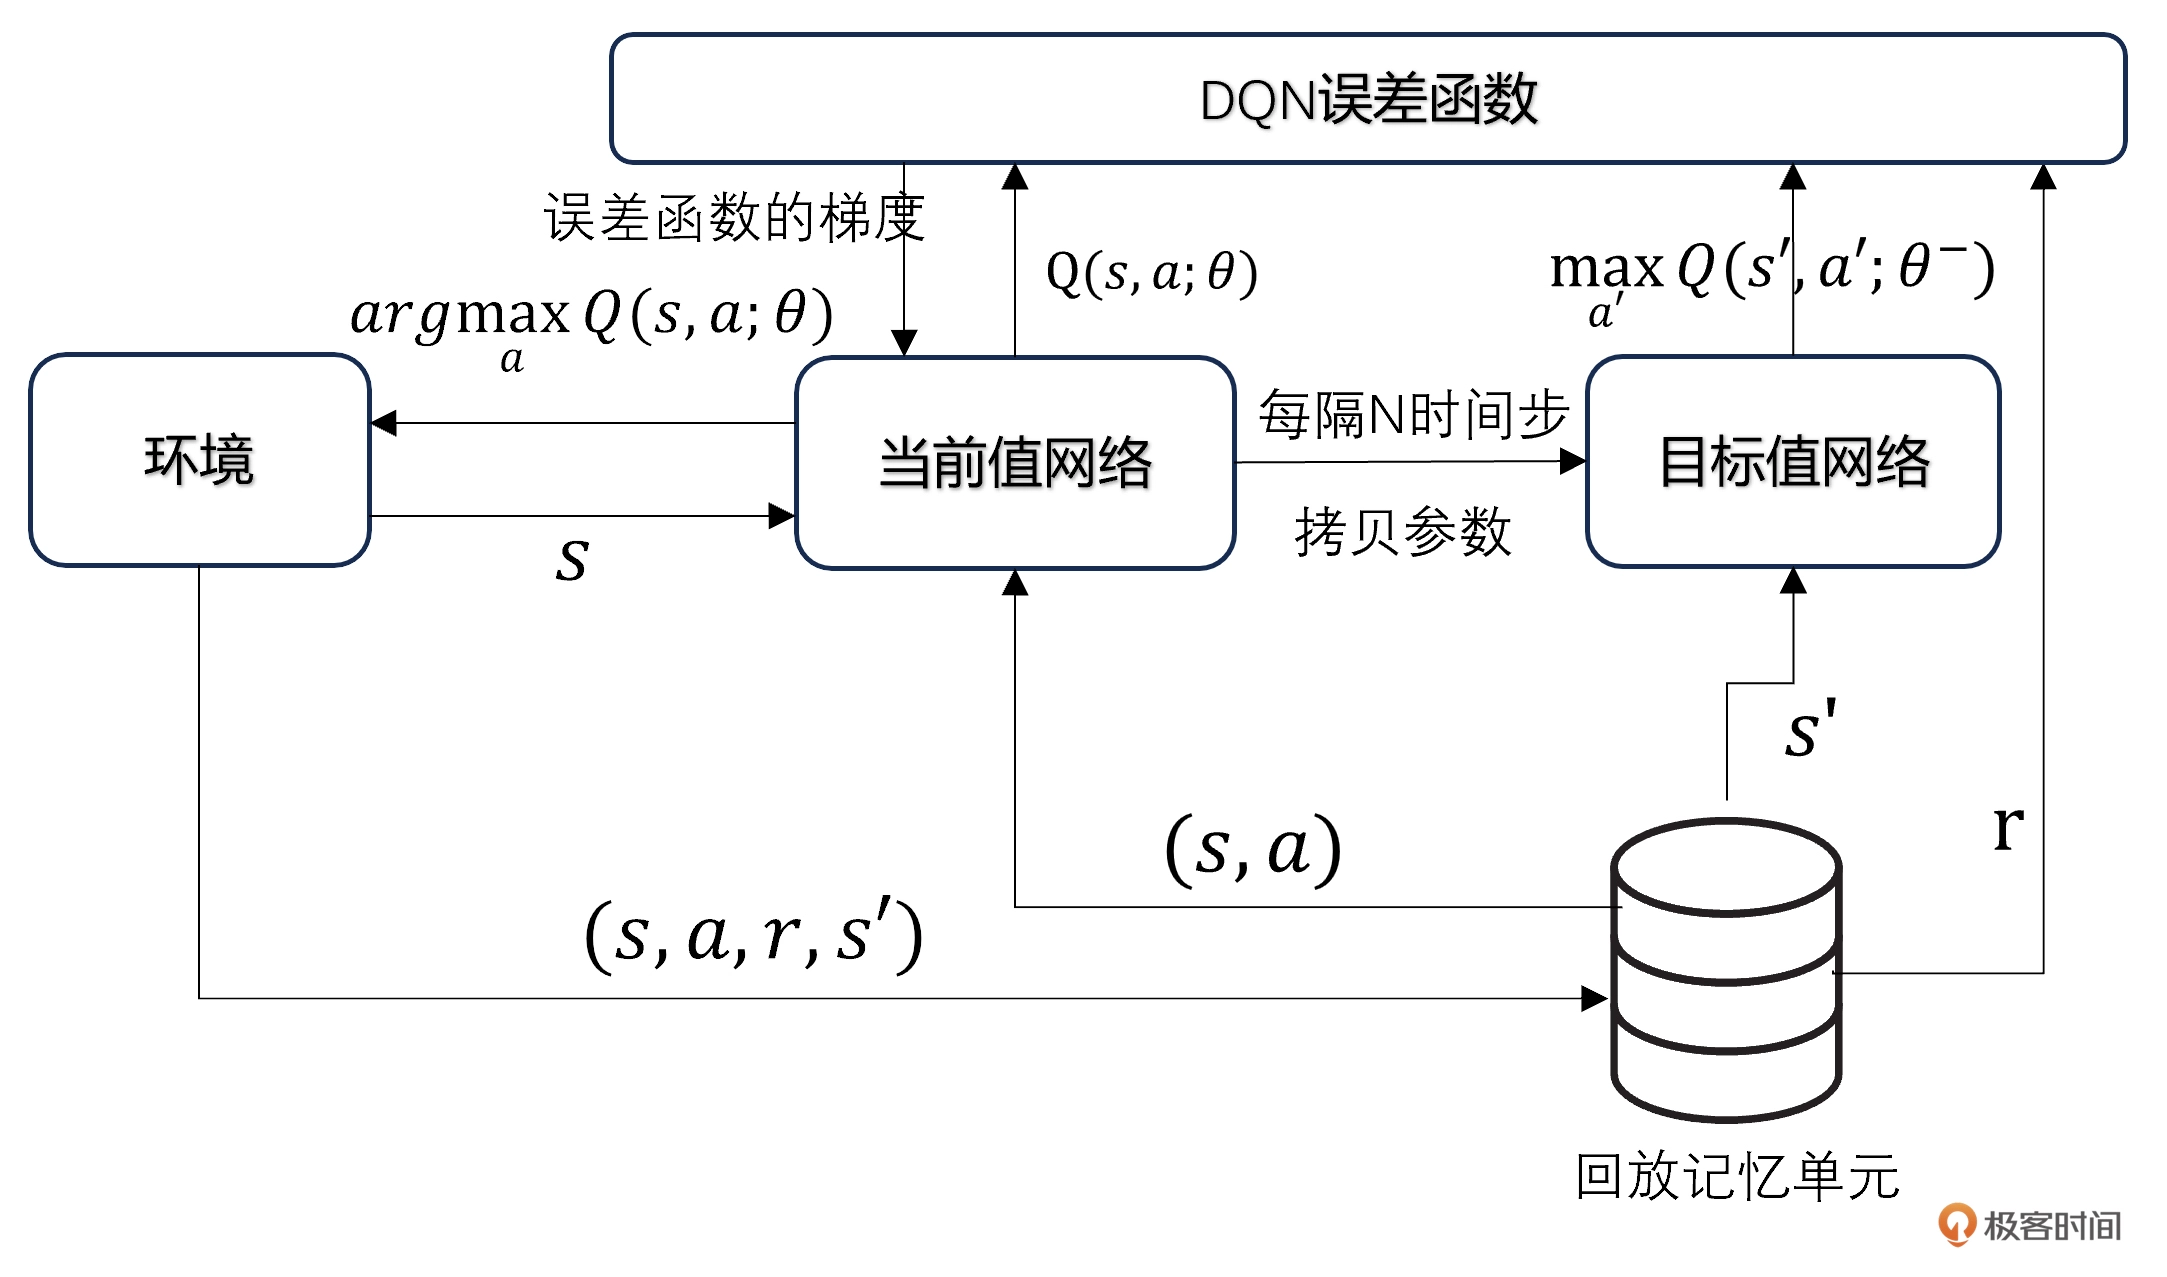 DQN误差函数
误差函数的梯度
Q(s, a; θ)
max Q(s′, a′; θ⁻)
a′
arg max Q(s, a; θ)
a
环境
当前值网络
每隔N时间步
拷贝参数
目标值网络
s
s'
(s, a)
r
(s, a, r, s′)
回放记忆单元
极客时间